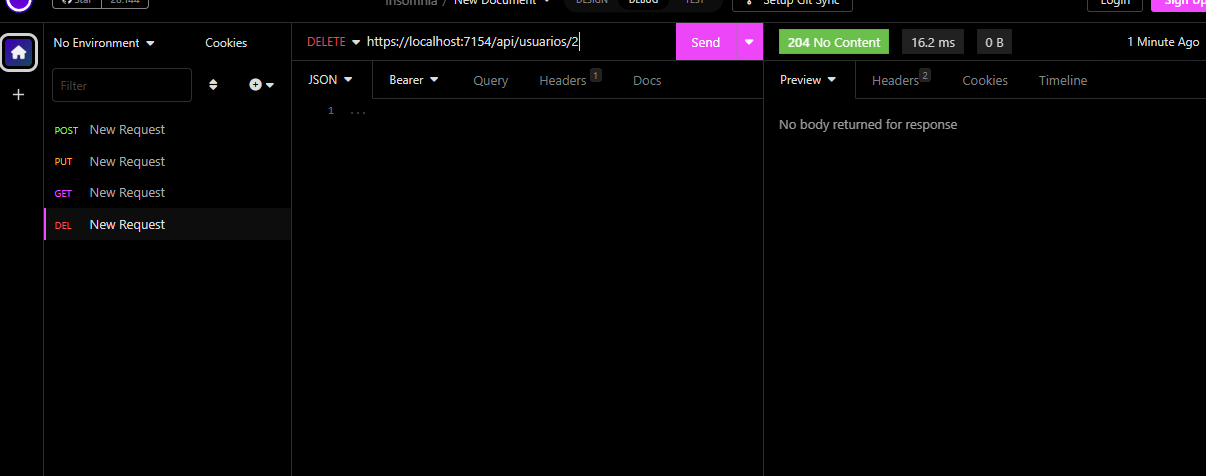 Star 28.144
Insomnia / New Document
DESIGN DEBUG TEST
Setup Git Sync
Login
Sign Up
No Environment
Cookies
Filter
POST New Request
PUT New Request
GET New Request
DEL New Request
DELETE https://localhost:7154/api/usuarios/2
Send
JSON Bearer Query Headers 1 Docs
1 ...
204 No Content 16.2 ms 0 B 1 Minute Ago
Preview Headers 2 Cookies Timeline
No body returned for response